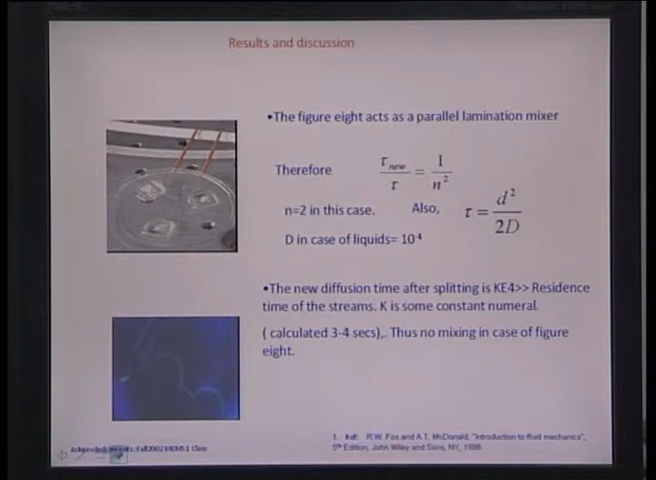 Results and discussion
•The figure eight acts as a parallel lamination mixer
Therefore τnew/τ = 1/n²
n=2 in this case. Also, τ = d²/2D
D in case of liquids= 10⁻⁴
•The new diffusion time after splitting is KE4>> Residence
time of the streams. K is some constant numeral.
( calculated 3-4 secs),. Thus no mixing in case of figure
eight.
1. Ref: R.W. Fox and A.T. McDonald, "Introduction to fluid mechanics",
5th Edition, John Wiley and Sons, NY, 1998.